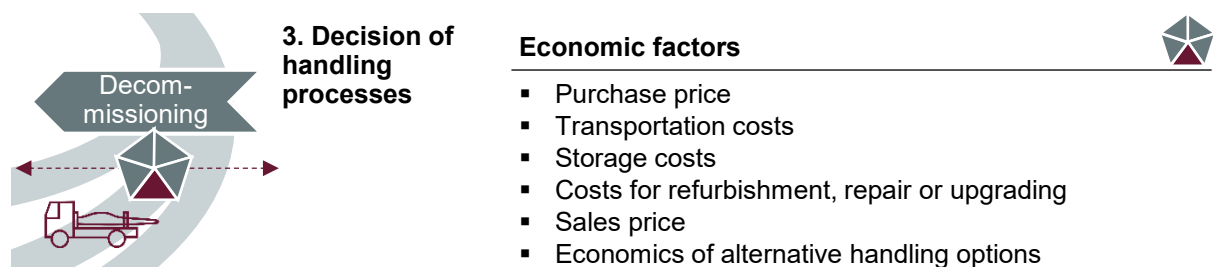 3. Decision of
handling
processes
Decom-
missioning
Economic factors
▪ Purchase price
▪ Transportation costs
▪ Storage costs
▪ Costs for refurbishment, repair or upgrading
▪ Sales price
▪ Economics of alternative handling options